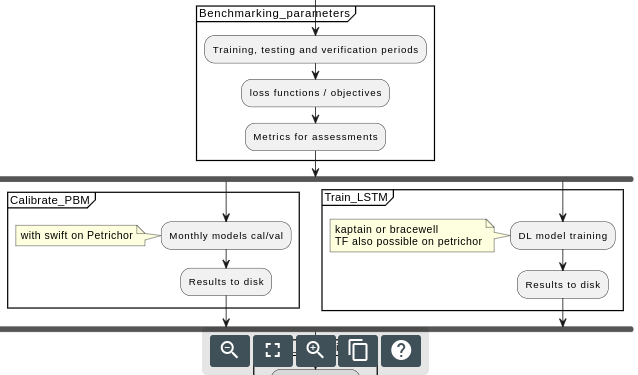 Benchmarking_parameters
Training, testing and verification periods
loss functions / objectives
Metrics for assessments
Calibrate_PBM
with swift on Petrichor
Monthly models cal/val
Results to disk
Train_LSTM
kaptain or bracewell
TF also possible on petrichor
DL model training
Results to disk